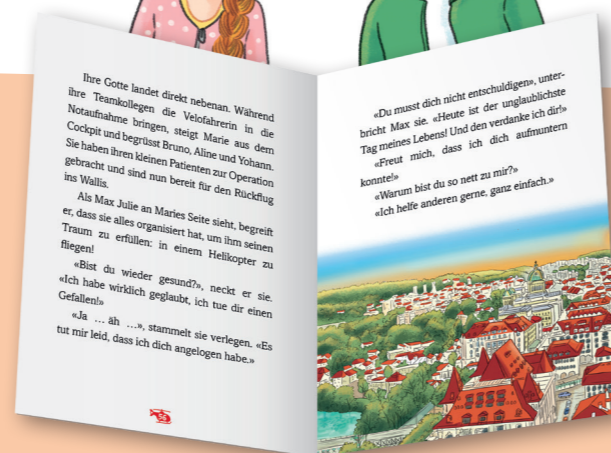 Ihre Gotte landet direkt nebenan. Während
ihre Teamkollegen die Velofahrerin in die
Notaufnahme bringen, steigt Marie aus dem
Cockpit und begrüsst Bruno, Aline und Yohann.
Sie haben ihren kleinen Patienten zur Operation
gebracht und sind nun bereit für den Rückflug
ins Wallis.
Als Max Julie an Maries Seite sieht, begreift
er, dass sie alles organisiert hat, um ihm seinen
Traum zu erfüllen: in einem Helikopter zu
fliegen!
«Bist du wieder gesund?», neckt er sie.
«Ich habe wirklich geglaubt, ich tue dir einen
Gefallen!»
«Ja … äh …», stammelt sie verlegen. «Es
tut mir leid, dass ich dich angelogen habe.»
56
«Du musst dich nicht entschuldigen», unter-
bricht Max sie. «Heute ist der unglaublichste
Tag meines Lebens! Und den verdanke ich dir!»
«Freut mich, dass ich dich aufmuntern
konnte!»
«Warum bist du so nett zu mir?»
«Ich helfe anderen gerne, ganz einfach.»